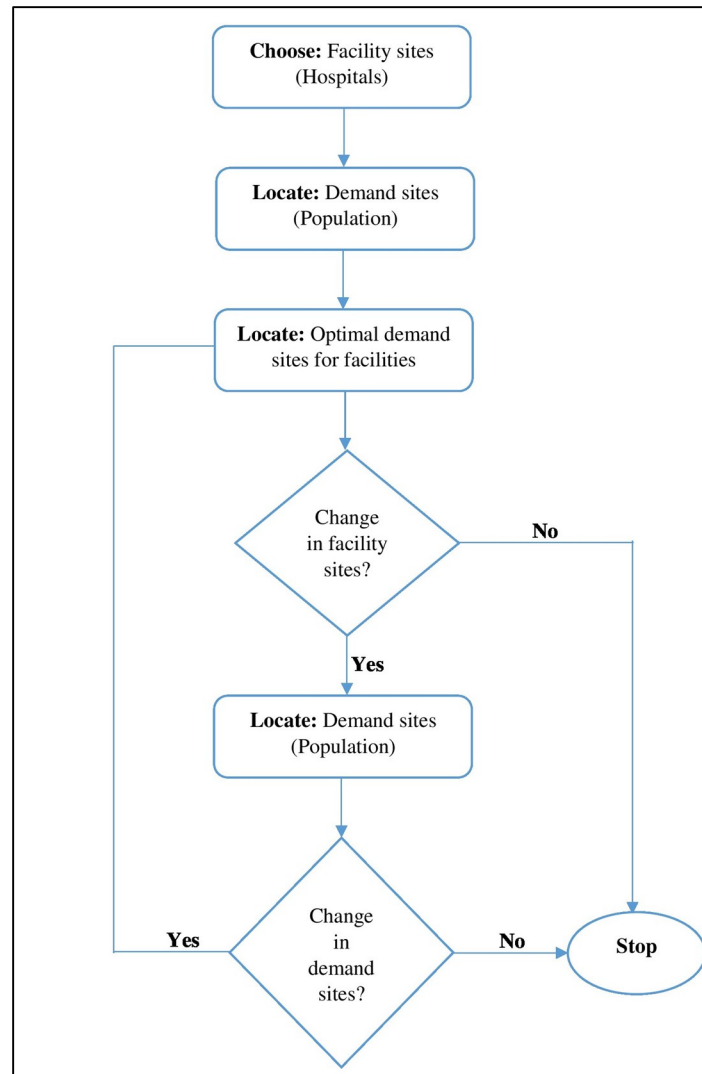 Choose: Facility sites
(Hospitals)
Locate: Demand sites
(Population)
Locate: Optimal demand
sites for facilities
Change
in facility
sites?
No
Yes
Locate: Demand sites
(Population)
Change
in
demand
sites?
Yes
No
Stop